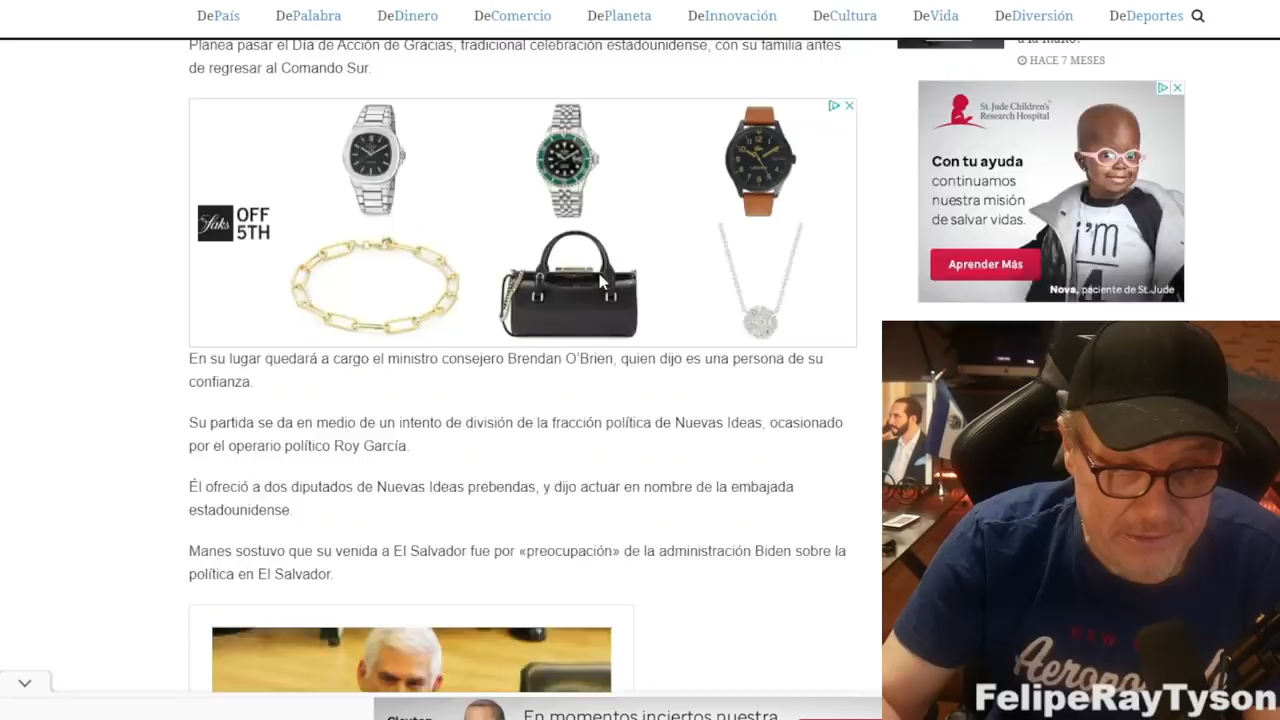 DePaís DePalabra DeDinero DeComercio DePlaneta DeInnovación DeCultura DeVida DeDiversión DeDeportes
Planea pasar el Día de Acción de Gracias, tradicional celebración estadounidense, con su familia antes
de regresar al Comando Sur.
Saks
OFF
5TH
En su lugar quedará a cargo el ministro consejero Brendan O'Brien, quien dijo es una persona de su
confianza.
Su partida se da en medio de un intento de división de la fracción política de Nuevas Ideas, ocasionado
por el operario político Roy García.
Él ofreció a dos diputados de Nuevas Ideas prebendas, y dijo actuar en nombre de la embajada
estadounidense.
Manes sostuvo que su venida a El Salvador fue por «preocupación» de la administración Biden sobre la
política en El Salvador.
HACE 7 MESES
St. Jude Children's
Research Hospital
Con tu ayuda
continuamos
nuestra misión
de salvar vidas.
Aprender Más
i'm
Nova, paciente de St. Jude
Aeropo
FelipeRayTyson
En momentos inciertos nuestra